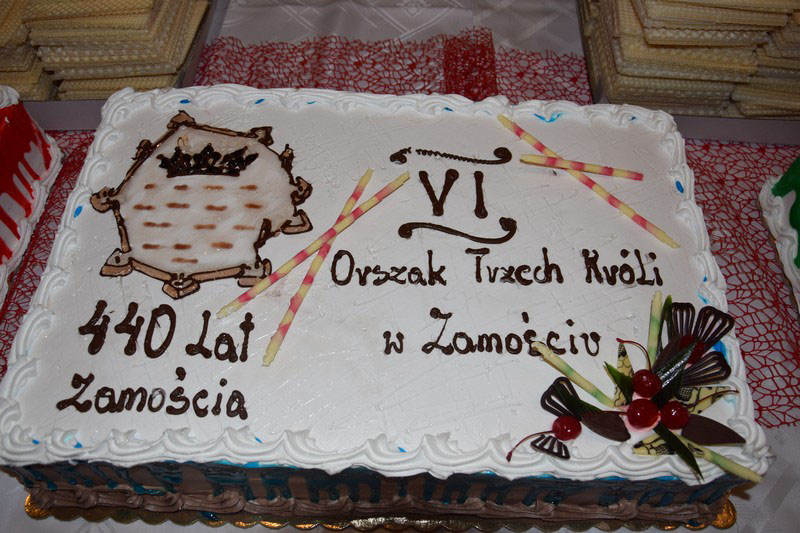 440 Lat
Zamościa
VI
Orszak Trzech Króli
w Zamościu